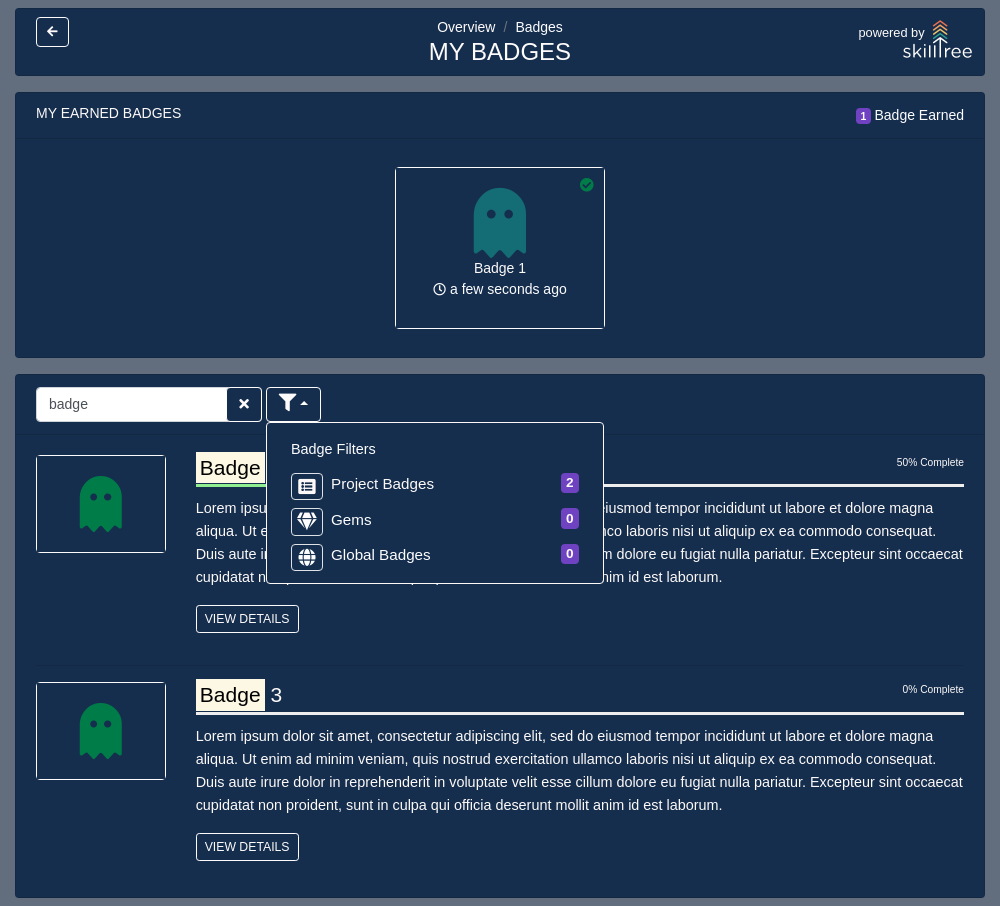 Overview / Badges
MY BADGES
powered by
skilltree
MY EARNED BADGES
1 Badge Earned
Badge 1
a few seconds ago
badge
Badge Filters
Project Badges 2
Gems 0
Global Badges 0
Badge
50% Complete
Lorem eiusmod tempor incididunt ut labore et dolore magna
aliqua. Ut laboris nisi ut aliquip ex ea commodo consequat.
Duis aute dolore eu fugiat nulla pariatur. Excepteur sint occaecat
cupidatat id est laborum.
VIEW DETAILS
Badge 3
0% Complete
Lorem ipsum dolor sit amet, consectetur adipiscing elit, sed do eiusmod tempor incididunt ut labore et dolore magna
aliqua. Ut enim ad minim veniam, quis nostrud exercitation ullamco laboris nisi ut aliquip ex ea commodo consequat.
Duis aute irure dolor in reprehenderit in voluptate velit esse cillum dolore eu fugiat nulla pariatur. Excepteur sint occaecat
cupidatat non proident, sunt in culpa qui officia deserunt mollit anim id est laborum.
VIEW DETAILS